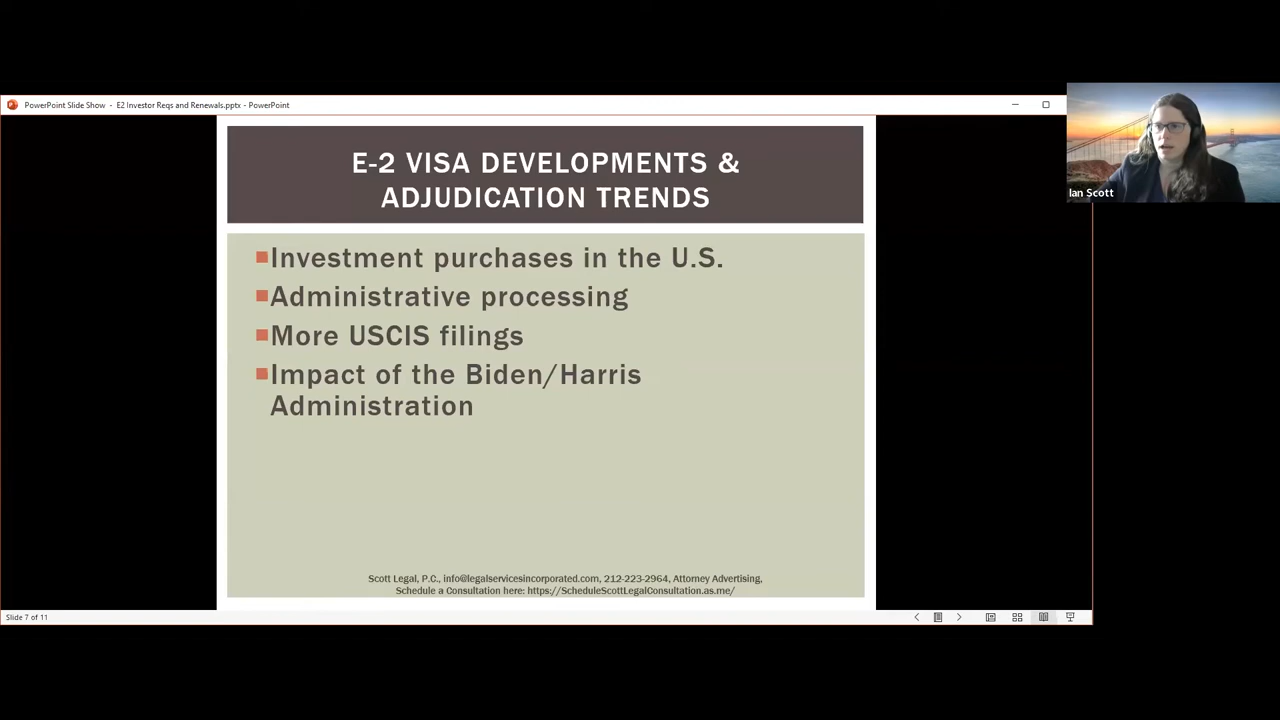 PowerPoint Slide Show - E2 Investor Reqs and Renewals.pptx - PowerPoint
Ian Scott
E-2 VISA DEVELOPMENTS &
ADJUDICATION TRENDS
Investment purchases in the U.S.
Administrative processing
More USCIS filings
Impact of the Biden/Harris
Administration
Scott Legal, P.C., info@legalservicesincorporated.com, 212-223-2964, Attorney Advertising,
Schedule a Consultation here: https://ScheduleScottLegalConsultation.as.me/
Slide 7 of 11